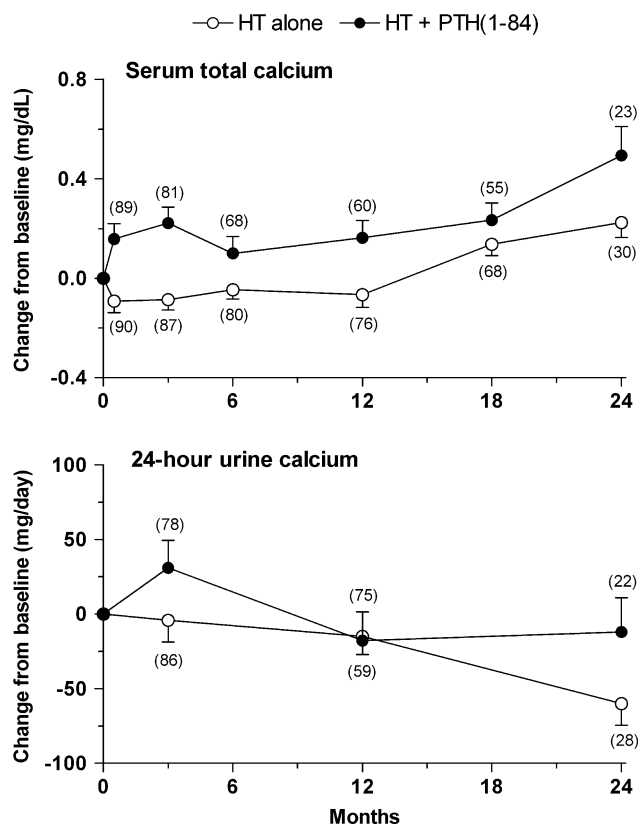 HT alone HT + PTH(1-84)
Serum total calcium
Change from baseline (mg/dL)
0.8
0.4
0.0
-0.4
(89) (81) (68) (60) (55) (23)
(90) (87) (80) (76) (68) (30)
0 6 12 18 24
24-hour urine calcium
Change from baseline (mg/day)
100
50
0
-50
-100
(78) (75) (22)
(86) (59) (28)
0 6 12 18 24
Months